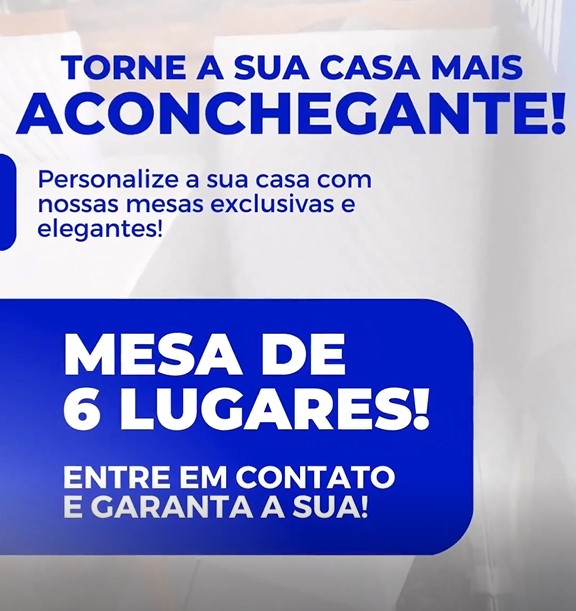 TORNE A SUA CASA MAIS
ACONCHEGANTE!
Personalize a sua casa com
nossas mesas exclusivas e
elegantes!
MESA DE
6 LUGARES!
ENTRE EM CONTATO
E GARANTA A SUA!